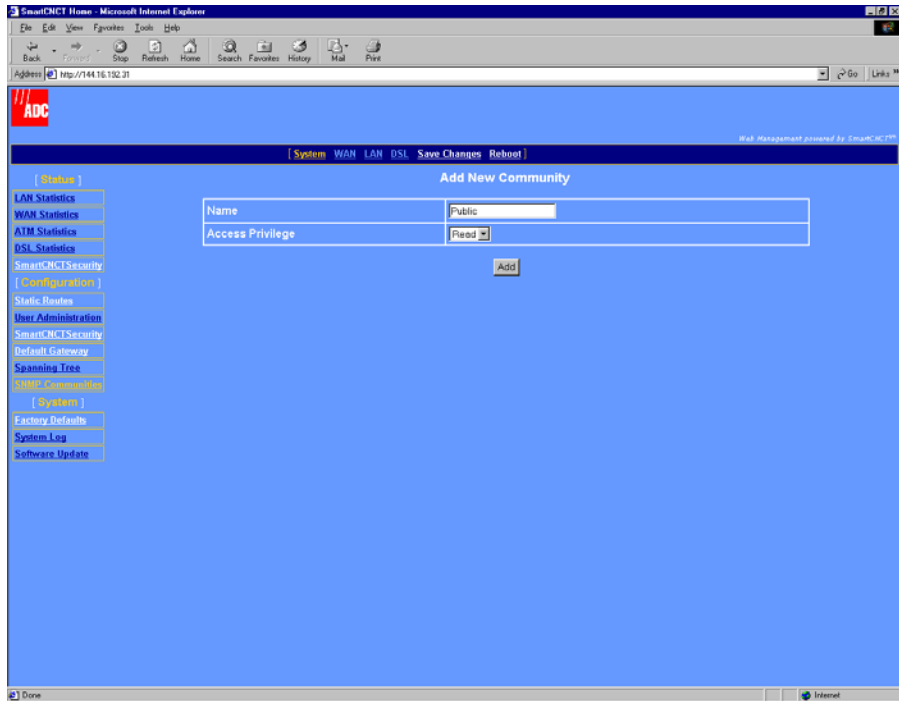 SmartCNCT Home - Microsoft Internet Explorer
File Edit View Favorites Tools Help
Back Forward Stop Refresh Home Search Favorites History Mail Print
Address http://144.16.192.31 Go Links »
ADC
Web Management powered by SmartCNCT™
[ System WAN LAN DSL Save Changes Reboot ]
[ Status ]
LAN Statistics
WAN Statistics
ATM Statistics
DSL Statistics
SmartCNCTSecurity
[ Configuration ]
Static Routes
User Administration
SmartCNCTSecurity
Default Gateway
Spanning Tree
SNMP Communities
[ System ]
Factory Defaults
System Log
Software Update
Add New Community
Name Public
Access Privilege Read
Add
Done Internet